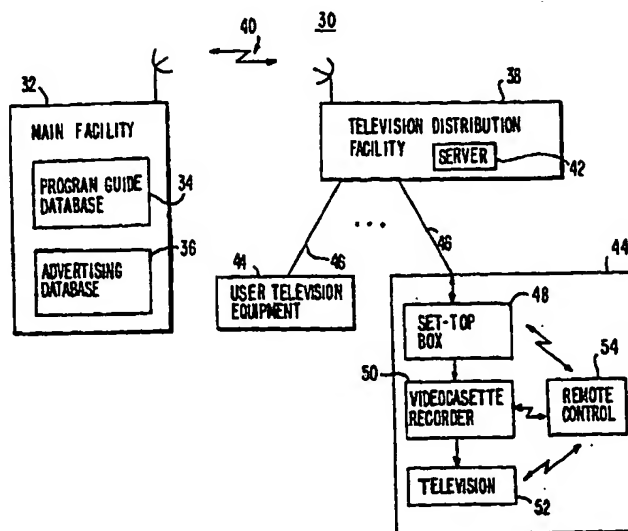 40
30
32
38
MAIN FACILITY
PROGRAM GUIDE
DATABASE
34
ADVERTISING
DATABASE
36
TELEVISION DISTRIBUTION
FACILITY
SERVER
42
46
46
44
USER TELEVISION
EQUIPMENT
44
48
SET-TOP
BOX
54
50
VIDEOCASETTE
RECORDER
REMOTE
CONTROL
TELEVISION
52